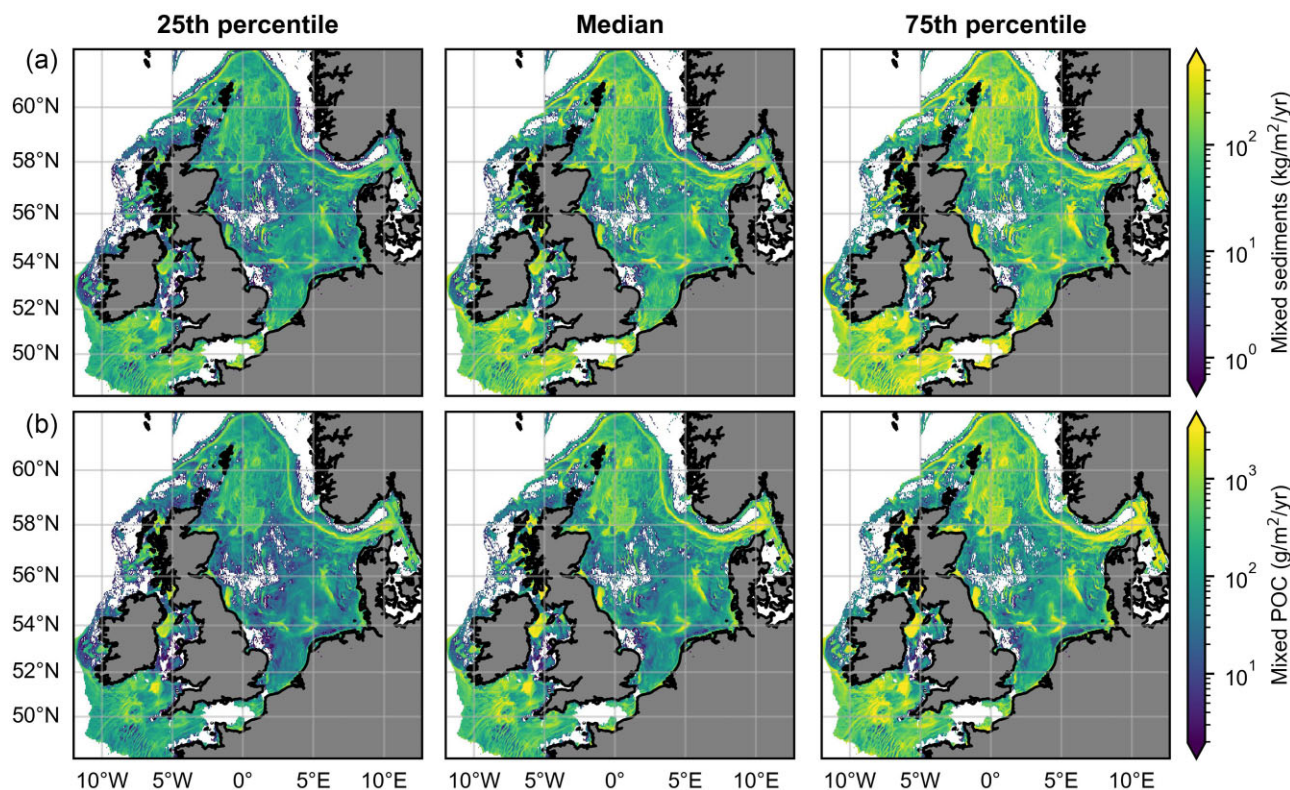 25th percentile Median 75th percentile
(a)
60°N
58°N
56°N
54°N
52°N
50°N
10²
10¹
10⁰
Mixed sediments (kg/m²/yr)
(b)
60°N
58°N
56°N
54°N
52°N
50°N
10³
10²
10¹
Mixed POC (g/m²/yr)
10°W 5°W 0° 5°E 10°E 10°W 5°W 0° 5°E 10°E 10°W 5°W 0° 5°E 10°E